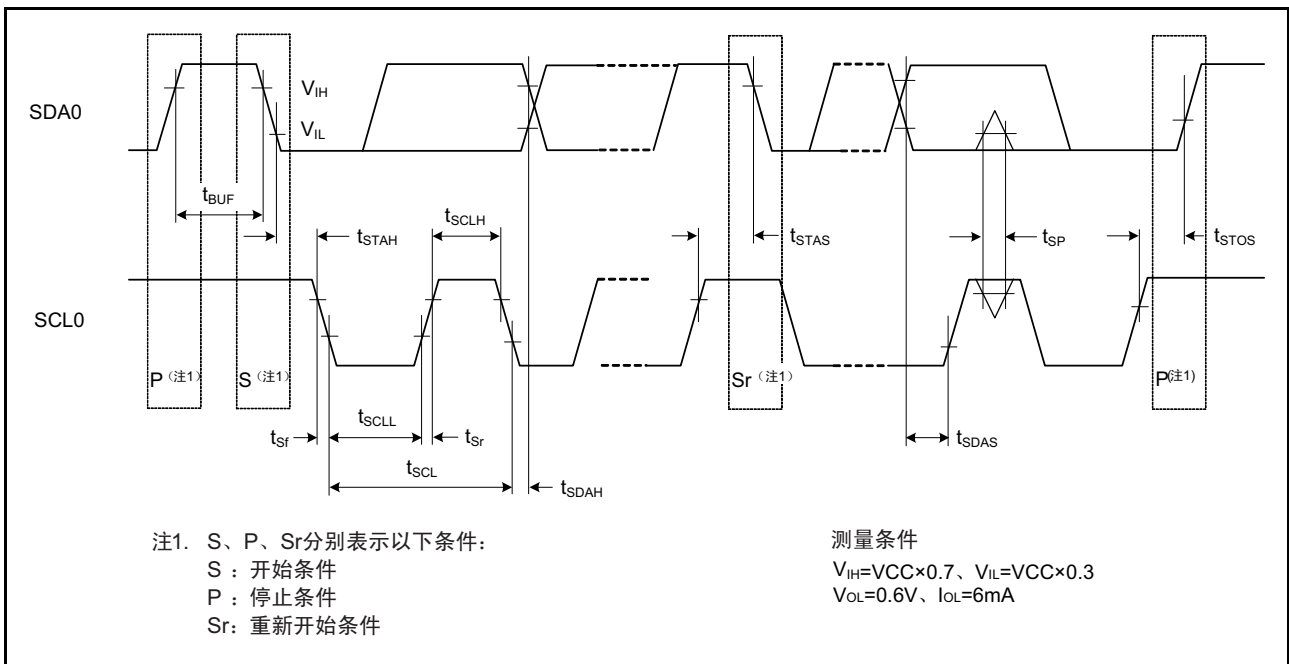 SDA0
VIH
VIL
tBUF
tSTAH
tSCLH
tSTAS
tSP
tSTOS
SCL0
P（注1）
S（注1）
Sr（注1）
P(注1)
tSf
tSCLL
tSr
tSCL
tSDAH
tSDAS
注1. S、P、Sr分别表示以下条件：
S ：开始条件
P ：停止条件
Sr：重新开始条件
测量条件
VIH=VCC×0.7、VIL=VCC×0.3
VOL=0.6V、IOL=6mA